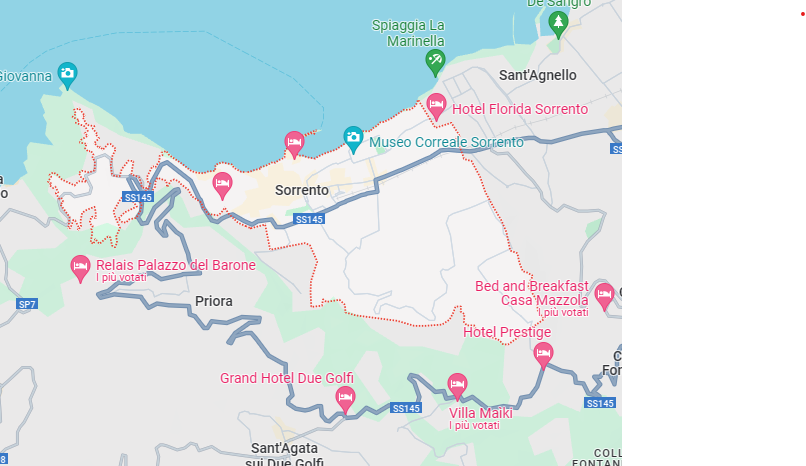 De Sangro
Spiaggia La
Marinella
Giovanna
Sant'Agnello
Hotel Florida Sorrento
Museo Correale Sorrento
SS145
Sorrento
SS145
Relais Palazzo del Barone
I più votati
Bed and Breakfast
Casa Mazzola
I più votati
SP7
Priora
Hotel Prestige
Grand Hotel Due Golfi
SS145
SS145
Villa Maiki
I più votati
Sant'Agata
sui Due Golfi
COLL
FONTAN